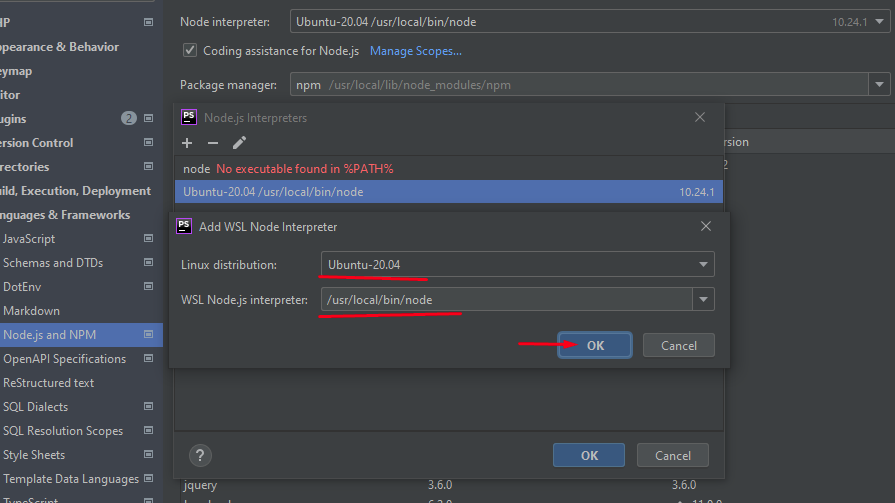 HP
Node interpreter: Ubuntu-20.04 /usr/local/bin/node 10.24.1
ppearance & Behavior
Coding assistance for Node.js Manage Scopes...
eymap
Package manager: npm /usr/local/lib/node_modules/npm
itor
ugins 2
PS Node.js Interpreters
ersion Control
rsion
rectories
node No executable found in %PATH%
2
ild, Execution, Deployment
Ubuntu-20.04 /usr/local/bin/node 10.24.1
nguages & Frameworks
PS Add WSL Node Interpreter
JavaScript
Schemas and DTDs
Linux distribution: Ubuntu-20.04
DotEnv
WSL Node.js interpreter: /usr/local/bin/node
Markdown
Node.js and NPM
OK Cancel
OpenAPI Specifications
ReStructured text
SQL Dialects
SQL Resolution Scopes
Style Sheets
? OK Cancel
Template Data Languages
jquery 3.6.0 3.6.0
TypeScript